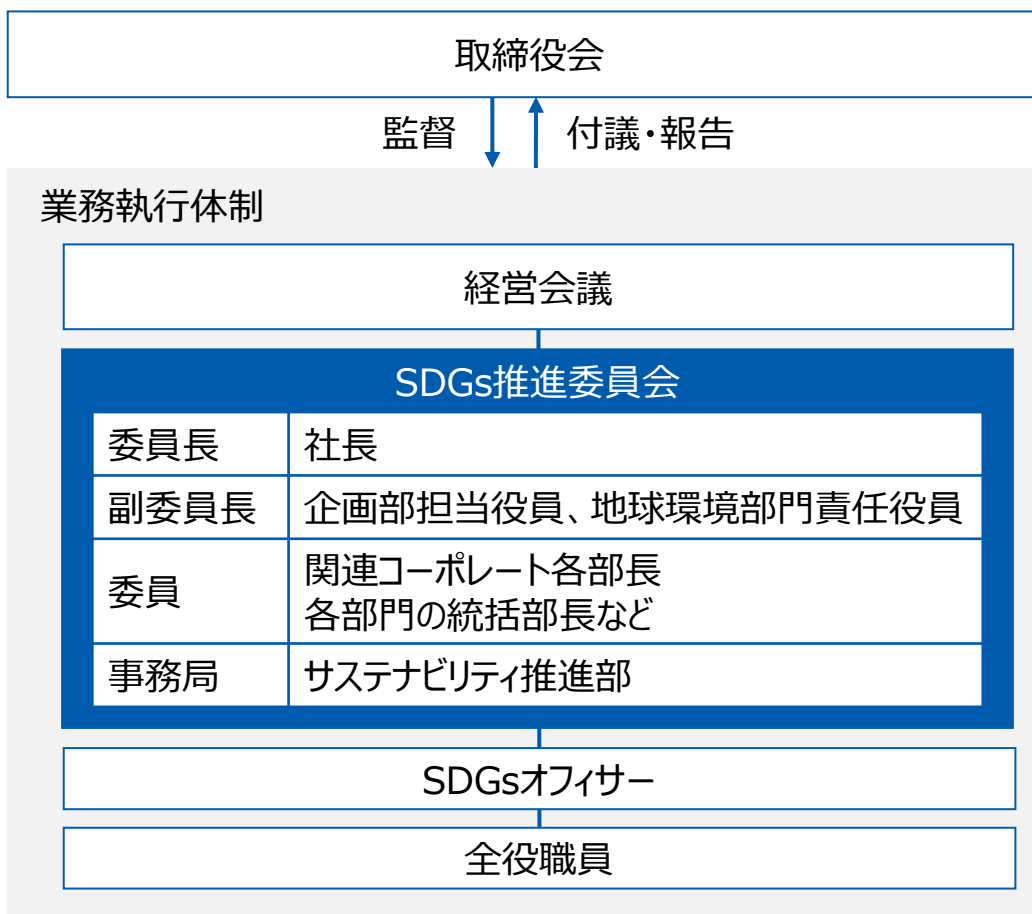 取締役会
監督
付議・報告
業務執行体制
経営会議
SDGs推進委員会
委員長 社長
副委員長 企画部担当役員、地球環境部門責任役員
委員 関連コーポレート各部長
各部門の統括部長など
事務局 サステナビリティ推進部
SDGsオフィサー
全役職員